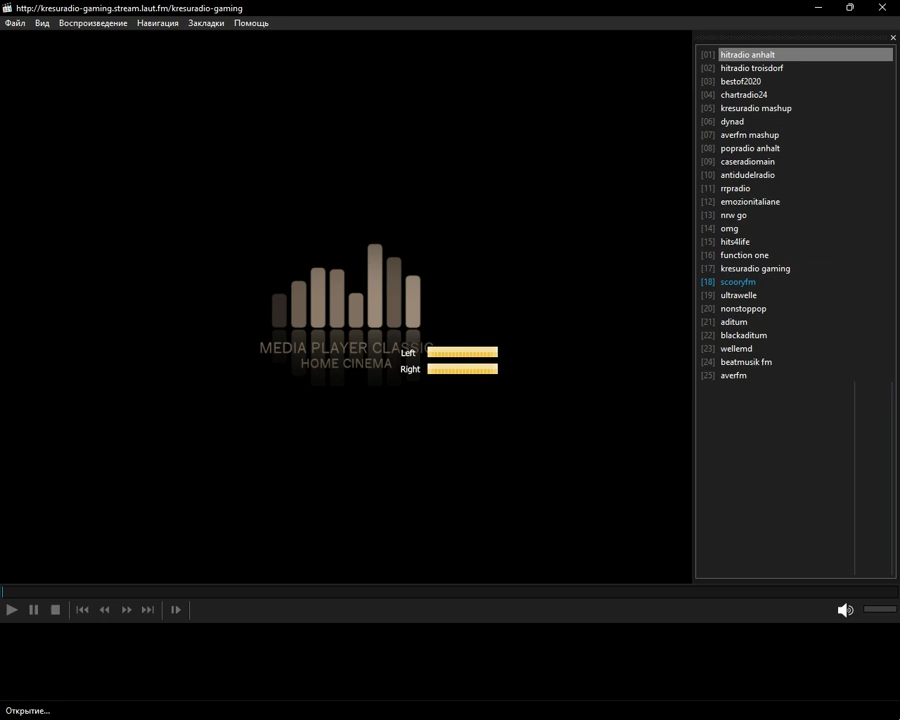 http://kresuradio-gaming.stream.laut.fm/kresuradio-gaming
Файл Вид Воспроизведение Навигация Закладки Помощь
[01] hitradio anhalt
[02] hitradio troisdorf
[03] bestof2020
[04] chartradio24
[05] kresuradio mashup
[06] dynad
[07] averfm mashup
[08] popradio anhalt
[09] caseradiomain
[10] antidudelradio
[11] rrpradio
[12] emozionitaliane
[13] nrw go
[14] omg
[15] hits4life
[16] function one
[17] kresuradio gaming
[18] scooryfm
[19] ultrawelle
[20] nonstoppop
[21] aditum
[22] blackaditum
[23] wellemd
[24] beatmusik fm
[25] averfm
MEDIA PLAYER CLASSIC
HOME CINEMA
Left
Right
Открытие...